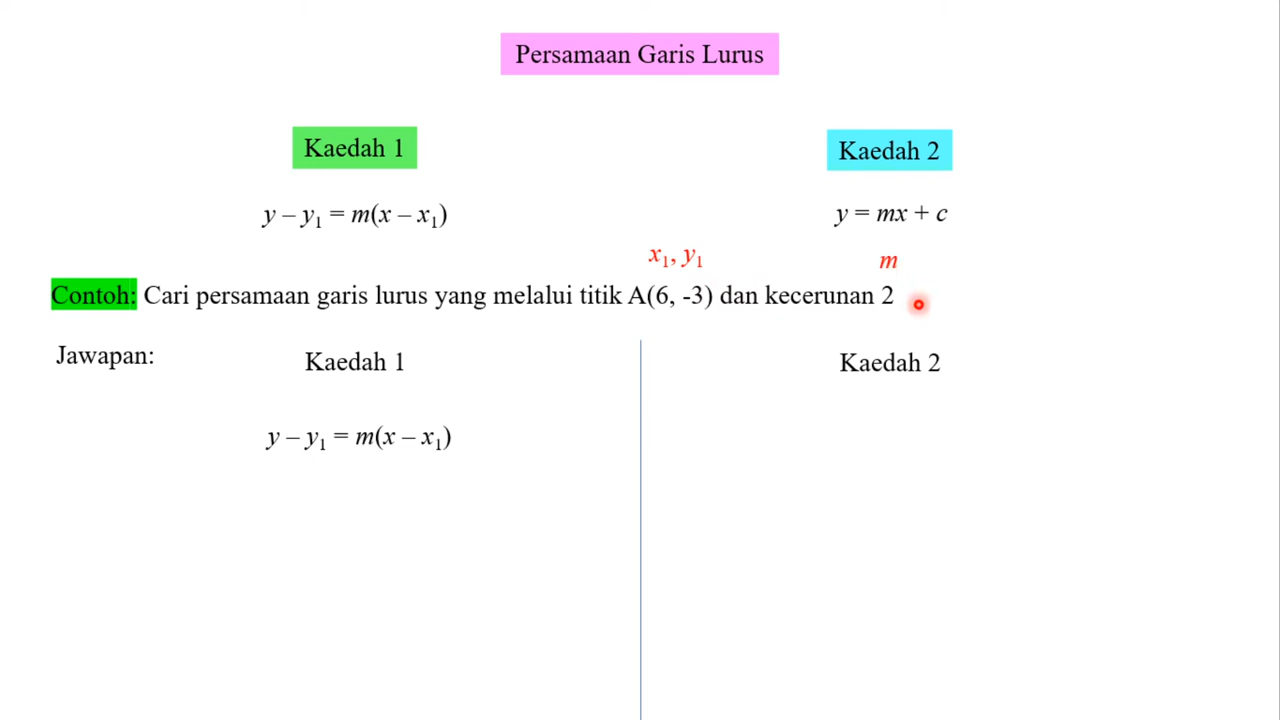 Persamaan Garis Lurus
Kaedah 1
Kaedah 2
y – y₁ = m(x – x₁)
y = mx + c
x₁, y₁
m
Contoh: Cari persamaan garis lurus yang melalui titik A(6, -3) dan kecerunan 2
Jawapan:
Kaedah 1
Kaedah 2
y – y₁ = m(x – x₁)